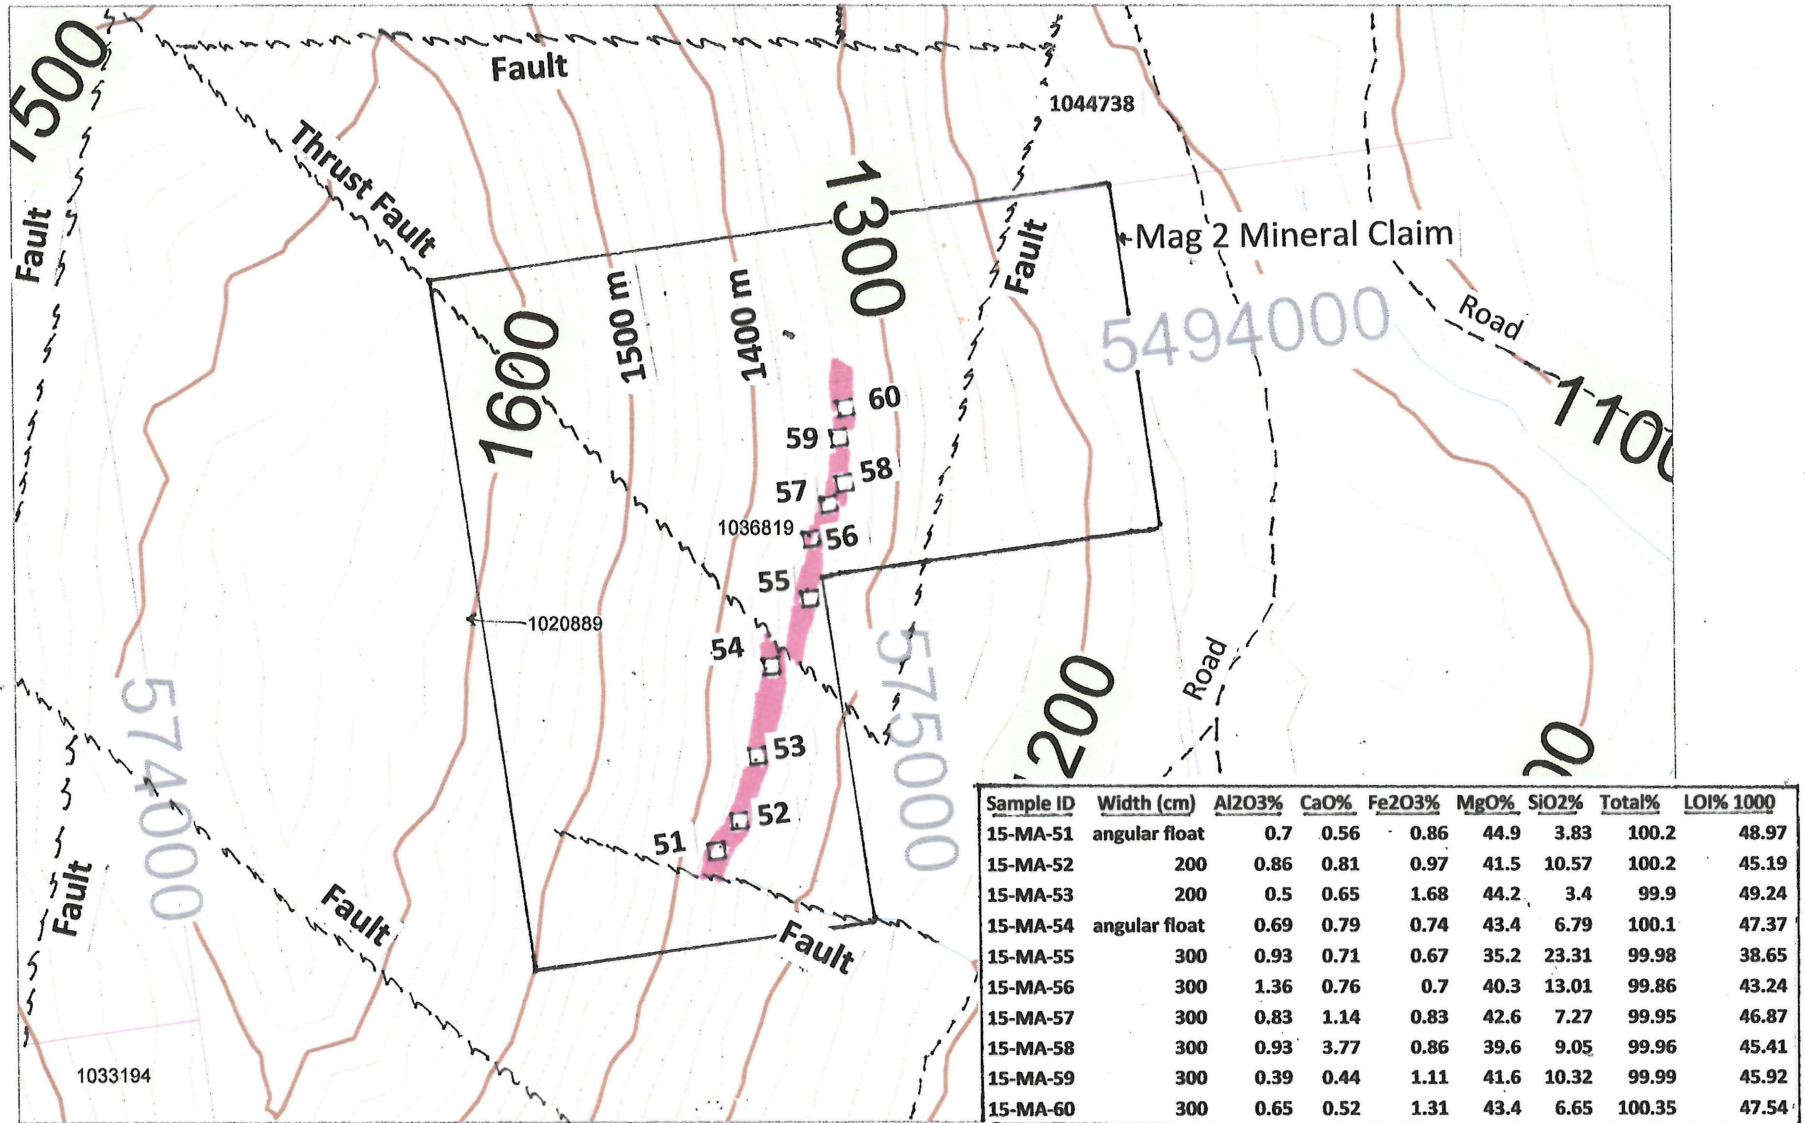 1500
Fault
Fault
Thrust Fault
1044738
1300
Mag 2 Mineral Claim
Fault
1500 m
1400 m
5494000
Road
1600
1100
60
59
58
57
1036819
56
55
1020889
54
575000
Road
574000
53
200
52
51
Fault
Fault
Fault
1033194
Sample ID Width (cm) Al2O3% CaO% Fe2O3% MgO% SiO2% Total% LOI% 1000
15-MA-51 angular float 0.7 0.56 0.86 44.9 3.83 100.2 48.97
15-MA-52 200 0.86 0.81 0.97 41.5 10.57 100.2 45.19
15-MA-53 200 0.5 0.65 1.68 44.2 3.4 99.9 49.24
15-MA-54 angular float 0.69 0.79 0.74 43.4 6.79 100.1 47.37
15-MA-55 300 0.93 0.71 0.67 35.2 23.31 99.98 38.65
15-MA-56 300 1.36 0.76 0.7 40.3 13.01 99.86 43.24
15-MA-57 300 0.83 1.14 0.83 42.6 7.27 99.95 46.87
15-MA-58 300 0.93 3.77 0.86 39.6 9.05 99.96 45.41
15-MA-59 300 0.39 0.44 1.11 41.6 10.32 99.99 45.92
15-MA-60 300 0.65 0.52 1.31 43.4 6.65 100.35 47.54